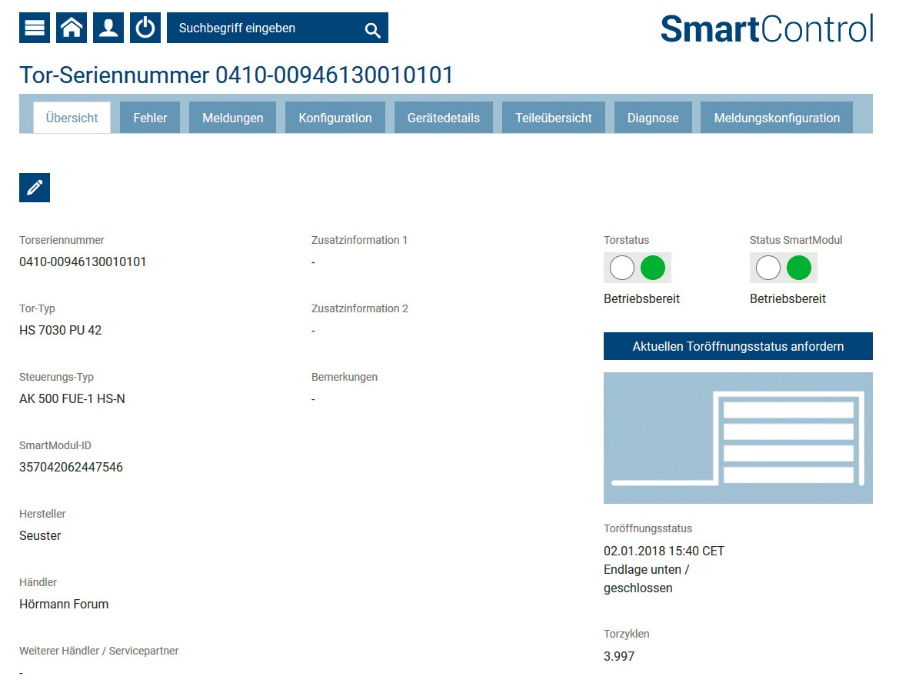 Suchbegriff eingeben
SmartControl
Tor-Seriennummer 0410-00946130010101
Übersicht
Fehler
Meldungen
Konfiguration
Gerätedetails
Teileübersicht
Diagnose
Meldungskonfiguration
Torseriennummer
0410-00946130010101
Tor-Typ
HS 7030 PU 42
Steuerungs-Typ
AK 500 FUE-1 HS-N
SmartModul-ID
357042062447546
Hersteller
Seuster
Händler
Hörmann Forum
Weiterer Händler / Servicepartner
-
Zusatzinformation 1
-
Zusatzinformation 2
-
Bemerkungen
-
Torstatus
Betriebsbereit
Status SmartModul
Betriebsbereit
Aktuellen Toröffnungsstatus anfordern
Toröffnungsstatus
02.01.2018 15:40 CET
Endlage unten /
geschlossen
Torzyklen
3.997